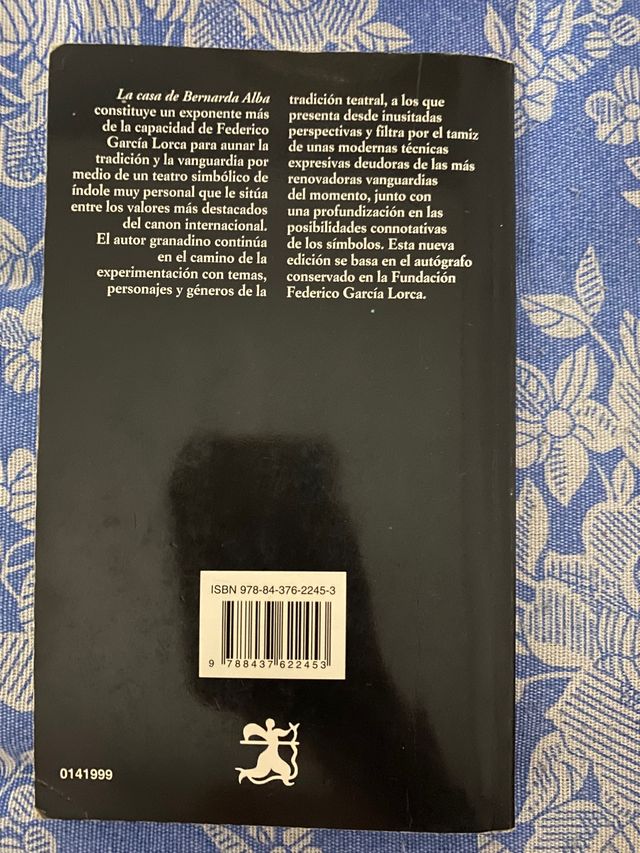 La casa de Bernarda Alba
constituye un exponente más
de la capacidad de Federico
García Lorca para aunar la
tradición y la vanguardia por
medio de un teatro simbólico de
índole muy personal que le sitúa
entre los valores más destacados
del canon internacional.
El autor granadino continúa
en el camino de la
experimentación con temas,
personajes y géneros de la
tradición teatral, a los que
presenta desde inusitadas
perspectivas y filtra por el tamiz
de unas modernas técnicas
expresivas deudoras de las más
renovadoras vanguardias
del momento, junto con
una profundización en las
posibilidades connotativas
de los símbolos. Esta nueva
edición se basa en el autógrafo
conservado en la Fundación
Federico García Lorca.
ISBN 978-84-376-2245-3
9 788437 622453
0141999